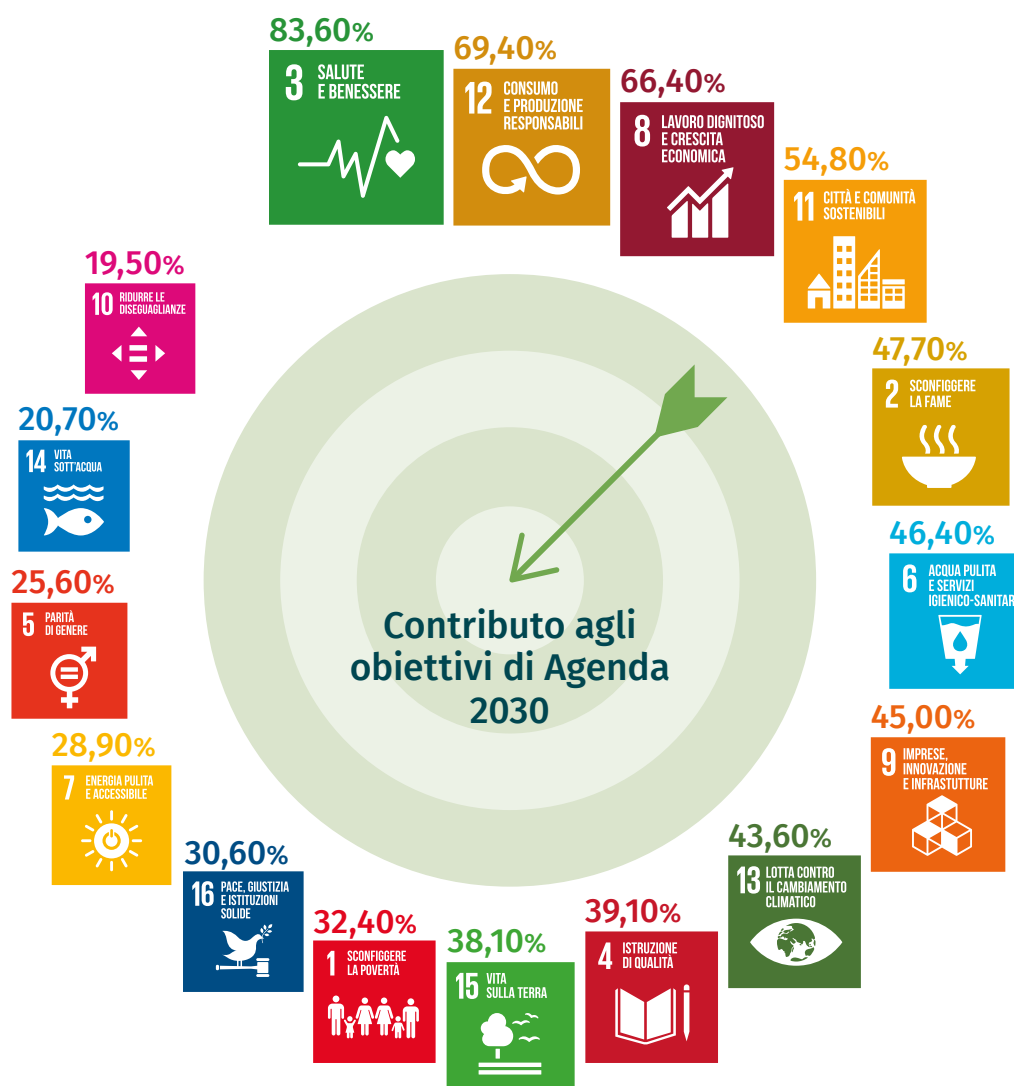 83,60%
3 SALUTE
E BENESSERE
69,40%
12 CONSUMO
E PRODUZIONE
RESPONSABILI
66,40%
8 LAVORO DIGNITOSO
E CRESCITA
ECONOMICA
54,80%
11 CITTÀ E COMUNITÀ
SOSTENIBILI
47,70%
2 SCONFIGGERE
LA FAME
46,40%
6 ACQUA PULITA
E SERVIZI
IGIENICO-SANITAR
45,00%
9 IMPRESE,
INNOVAZIONE
E INFRASTUTTURE
43,60%
13 LOTTA CONTRO
IL CAMBIAMENTO
CLIMATICO
39,10%
4 ISTRUZIONE
DI QUALITÀ
38,10%
15 VITA
SULLA TERRA
32,40%
1 SCONFIGGERE
LA POVERTÀ
30,60%
16 PACE, GIUSTIZIA
E ISTITUZIONI
SOLIDE
28,90%
7 ENERGIA PULITA
E ACCESSIBILE
25,60%
5 PARITÀ
DI GENERE
20,70%
14 VITA
SOTT'ACQUA
19,50%
10 RIDURRE LE
DISEGUAGLIANZE
Contributo agli
obiettivi di Agenda
2030